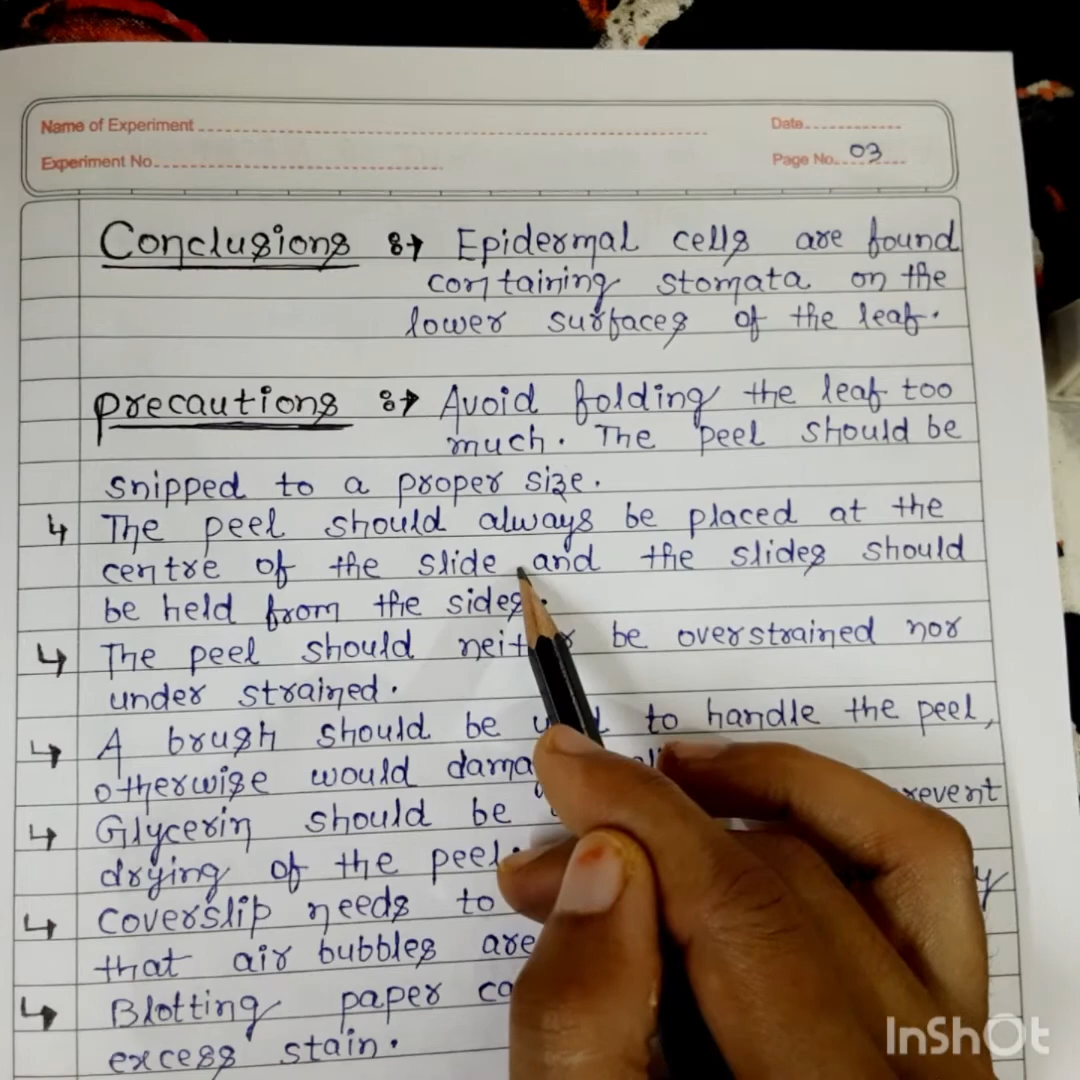 Name of Experiment
Date
Experiment No.
Page No. 03
Conclusions :→ Epidermal cells are found
containing stomata on the
lower surfaces of the leaf.
Precautions :→ Avoid folding the leaf too
much. The peel should be
snipped to a proper size.
↳ The peel should always be placed at the
centre of the slide and the slides should
be held from the sides.
↳ The peel should be overstrained nor
under strained.
↳ A brush should be to handle the peel,
otherwise would
↳ Glycerin should be
drying of the peel.
↳ Coverslip needs to
that air bubbles are
↳ Blotting paper
excess stain.
InShOt